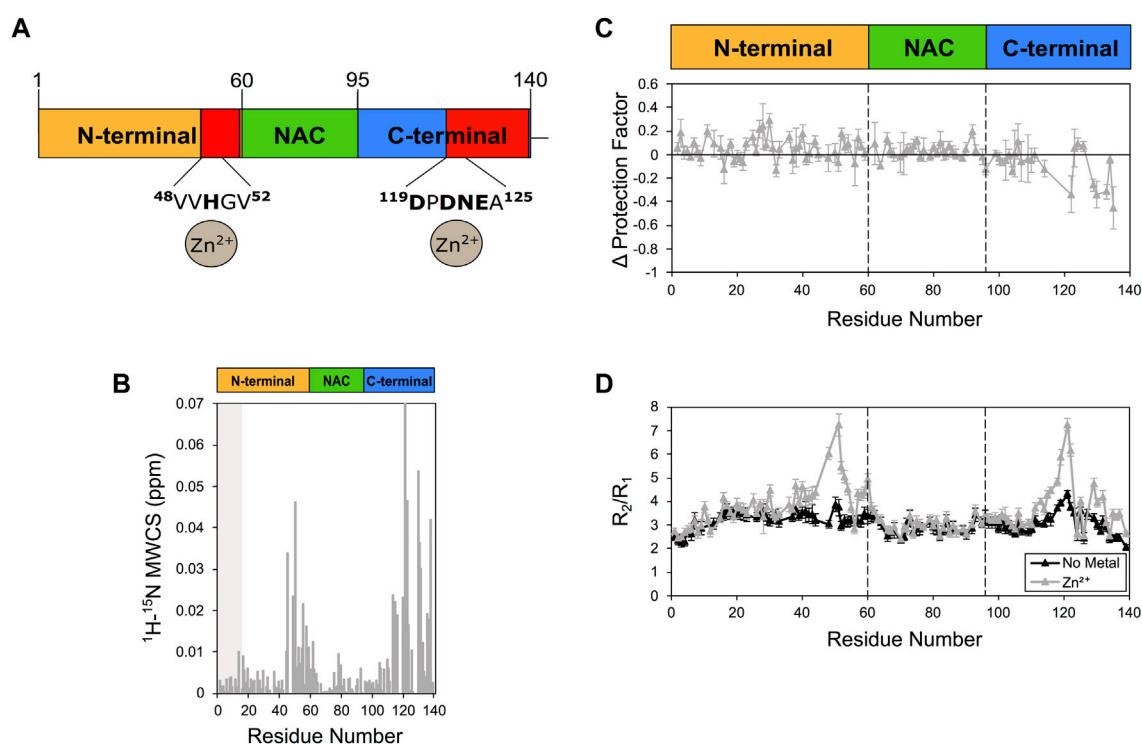 A
1 60 95 140
N-terminal NAC C-terminal
⁴⁸VVHGV⁵² ¹¹⁹DPDNEA¹²⁵
Zn²⁺ Zn²⁺
B
N-terminal NAC C-terminal
0.07
0.06
0.05
0.04
0.03
0.02
0.01
0
¹H-¹⁵N MWCS (ppm)
0 20 40 60 80 100 120 140
Residue Number
C
N-terminal NAC C-terminal
0.6
0.4
0.2
0
-0.2
-0.4
-0.6
-0.8
-1
Δ Protection Factor
0 20 40 60 80 100 120 140
Residue Number
D
8
7
6
5
4
3
2
1
0
R₂/R₁
No Metal
Zn²⁺
0 20 40 60 80 100 120 140
Residue Number